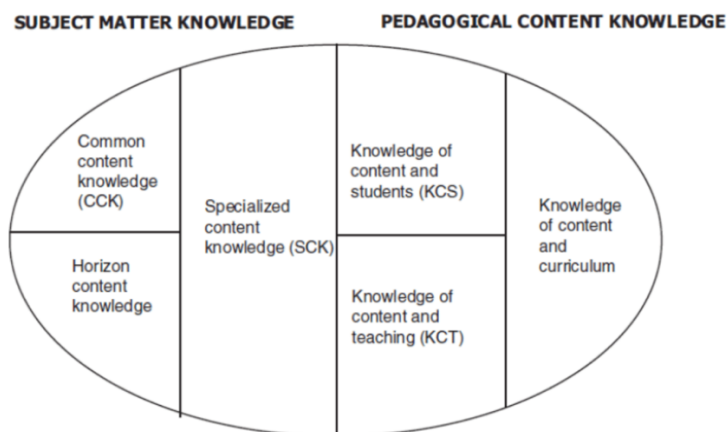 SUBJECT MATTER KNOWLEDGE
PEDAGOGICAL CONTENT KNOWLEDGE
Common
content
knowledge
(CCK)
Horizon
content
knowledge
Specialized
content
knowledge (SCK)
Knowledge of
content and
students (KCS)
Knowledge of
content and
teaching (KCT)
Knowledge
of content
and
curriculum